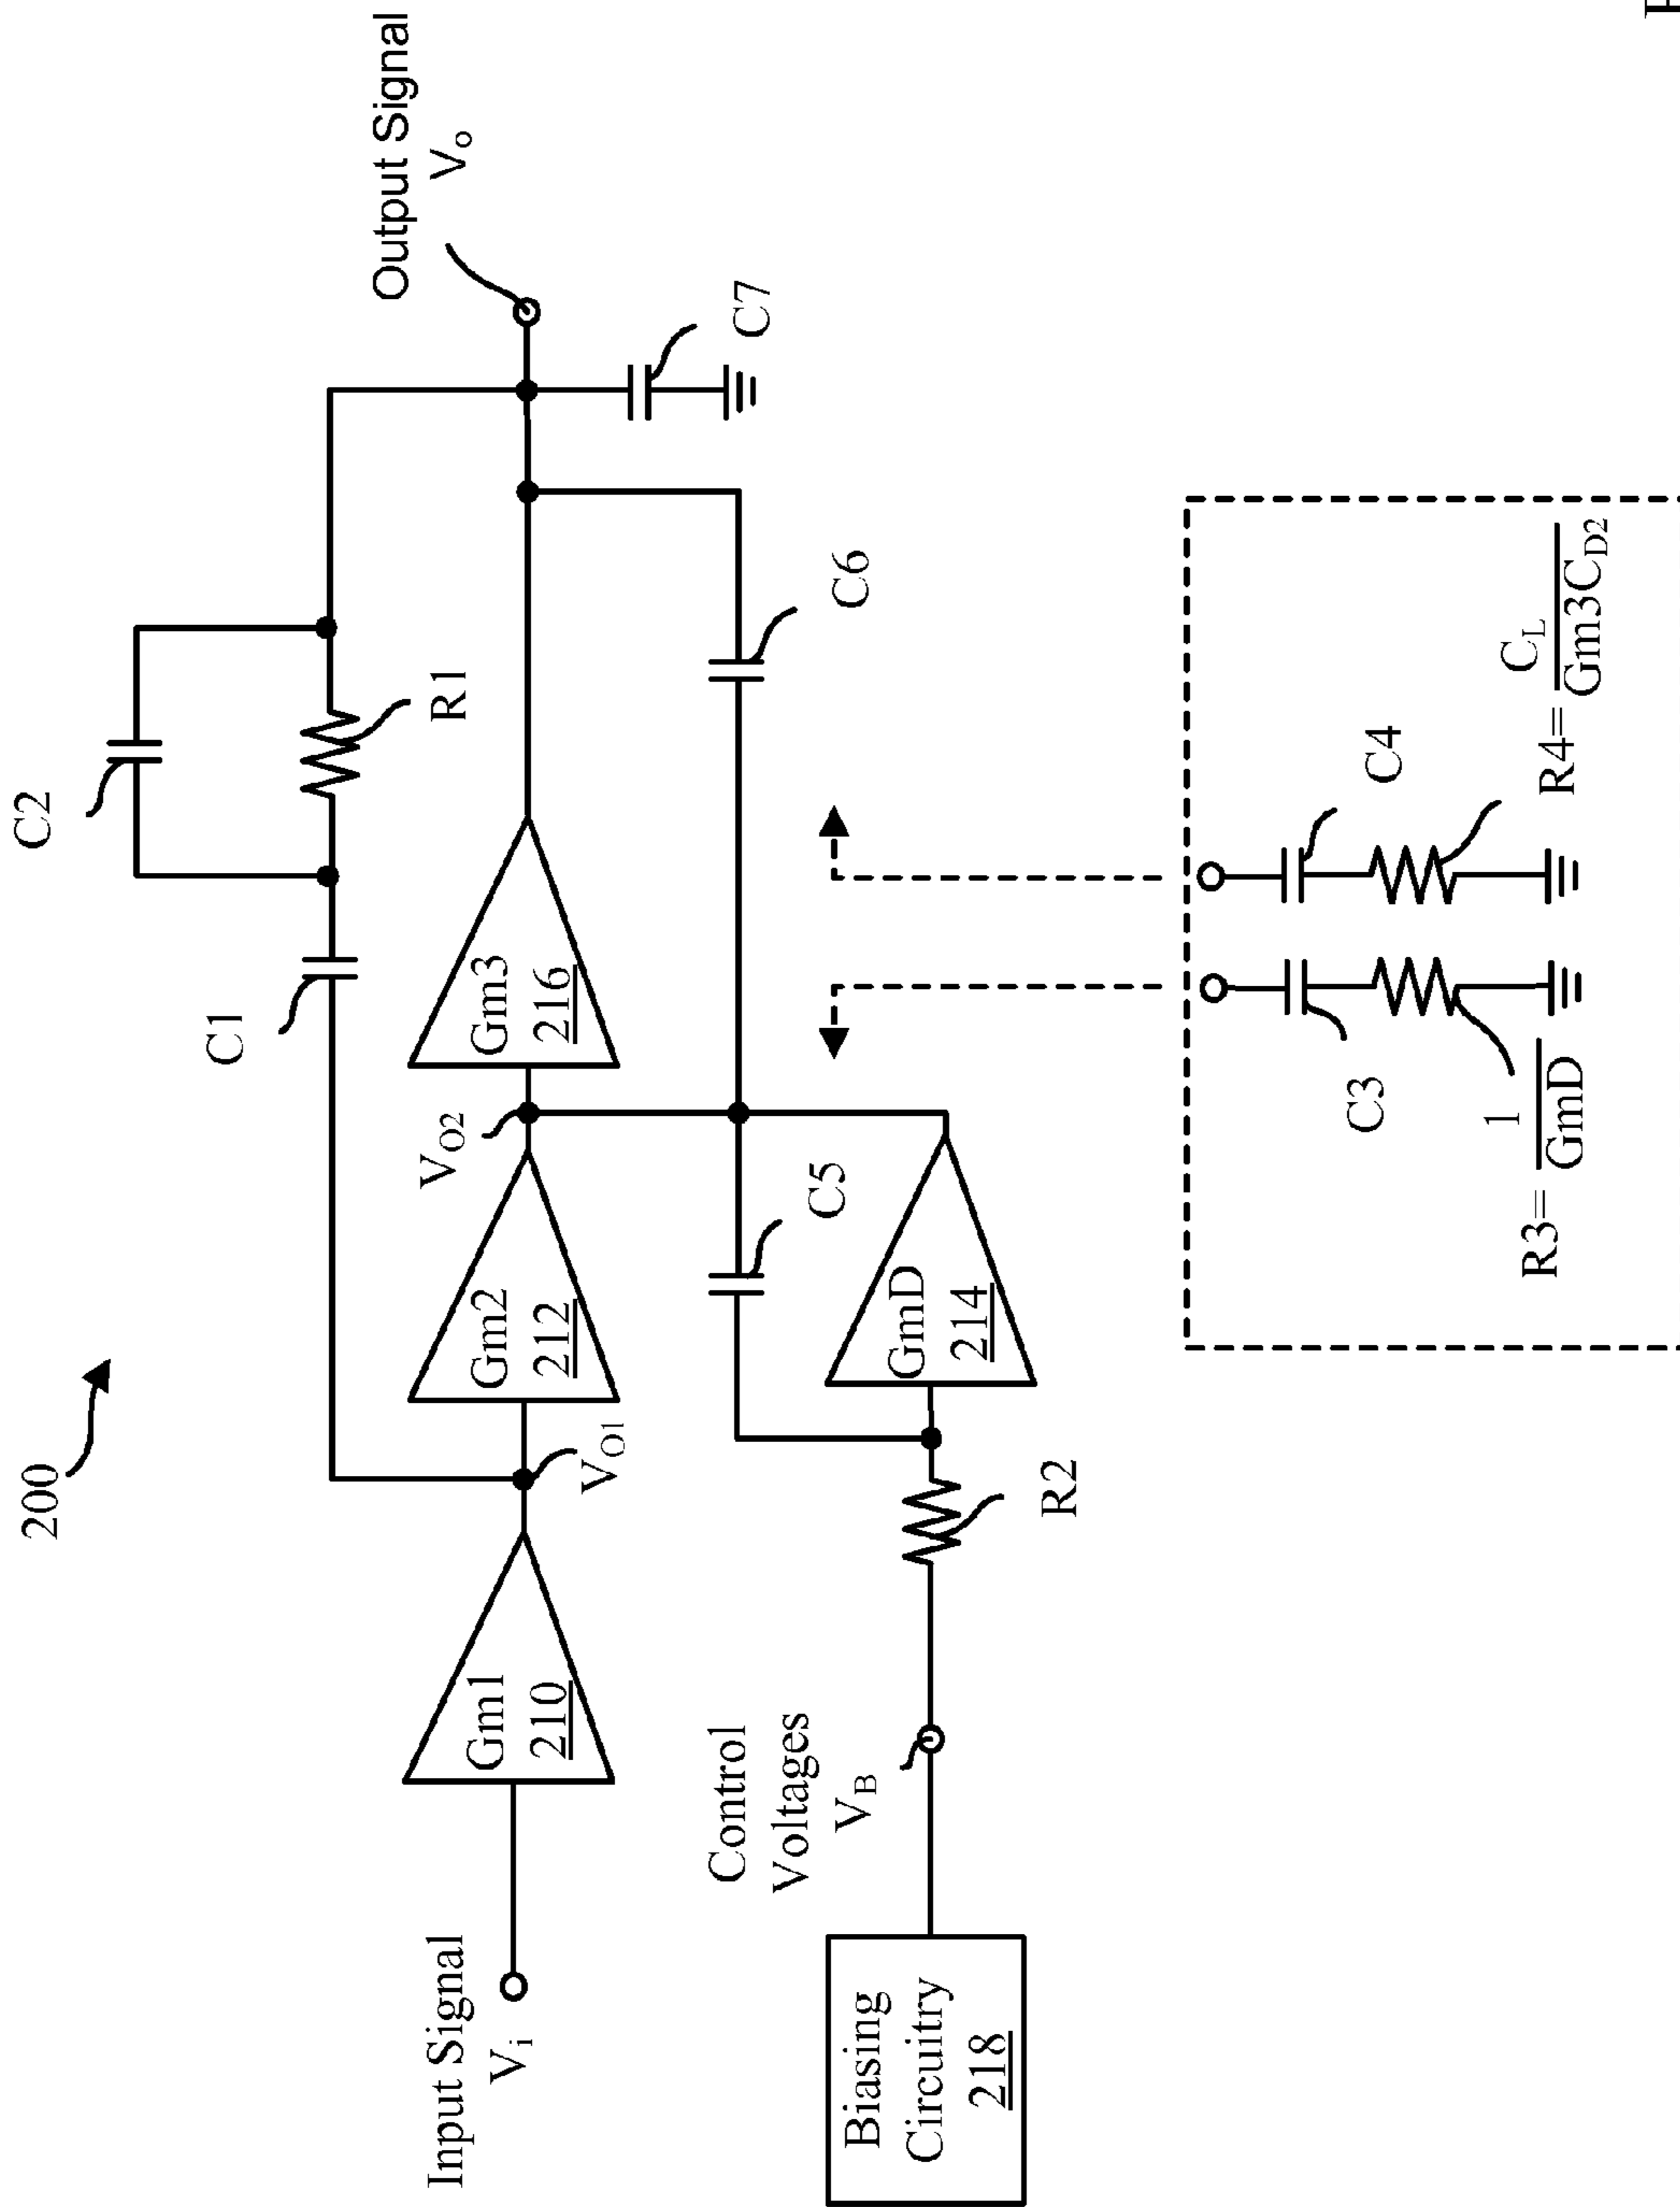 200
C2
C1
R1
Output Signal
Vo
Input Signal
Vi
Gm1
210
VO1
Gm2
212
VO2
Gm3
216
C7
Control
Voltages
VB
C5
C6
Biasing
Circuitry
218
R2
GmD
214
C3
C4
R3= 1
GmD
R4= CL
Gm3CD2